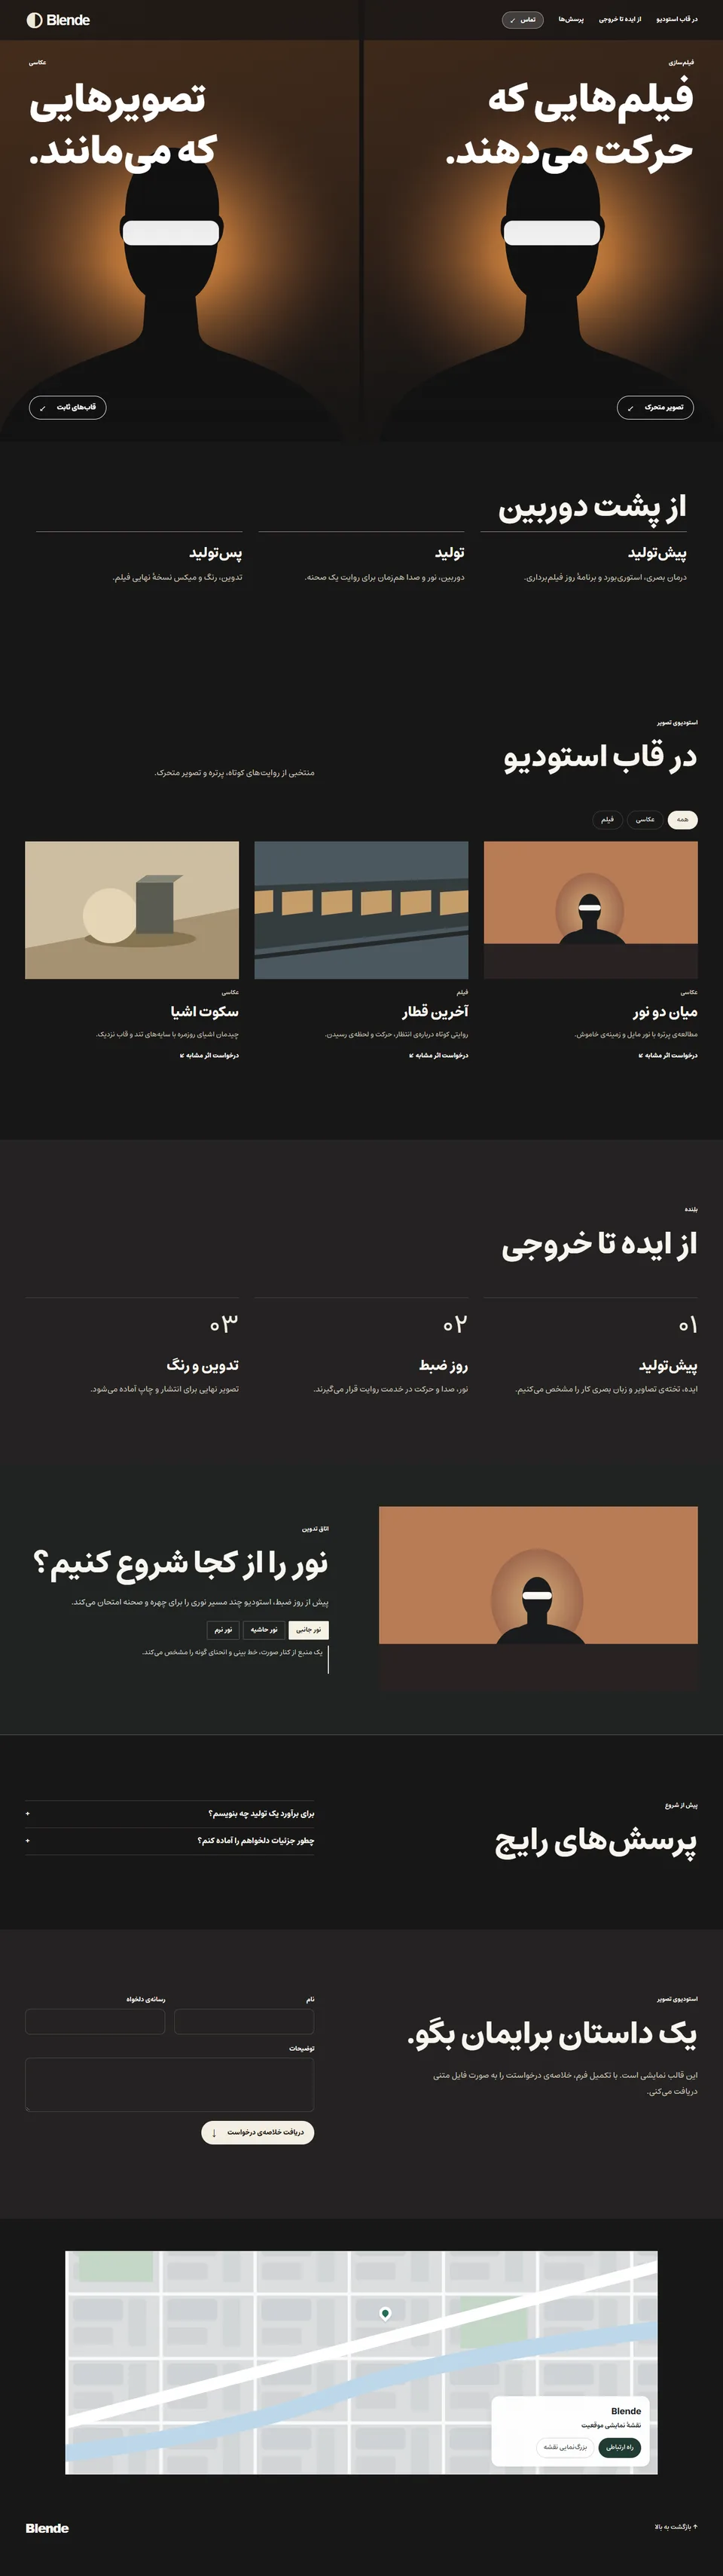 Blende
در قاب استودیو
از ایده تا خروجی
پرسش‌ها
تماس ↙
فیلم‌سازی
فیلم‌هایی که
حرکت می‌دهند.
تصویر متحرک ↙
عکاسی
تصویرهایی
که می‌مانند.
قاب‌های ثابت ↙
از پشت دوربین
پیش‌تولید
درمان بصری، استوری‌بورد و برنامهٔ روز فیلم‌برداری.
تولید
دوربین، نور و صدا هم‌زمان برای روایت یک صحنه.
پس‌تولید
تدوین، رنگ و میکس نسخهٔ نهایی فیلم.
استودیوی تصویر
در قاب استودیو
منتخبی از روایت‌های کوتاه، پرتره و تصویر متحرک.
همه
عکاسی
فیلم
عکاسی
میان دو نور
مطالعه‌ی پرتره با نور مایل و زمینه‌ی خاموش.
درخواست اثر مشابه ↙
فیلم
آخرین قطار
روایتی کوتاه درباره‌ی انتظار، حرکت و لحظه‌ی رسیدن.
درخواست اثر مشابه ↙
عکاسی
سکوت اشیا
چیدمان اشیای روزمره با سایه‌های تند و قاب نزدیک.
درخواست اثر مشابه ↙
بلنده
از ایده تا خروجی
۰۱
پیش‌تولید
ایده، تخته‌ی تصاویر و زبان بصری کار را مشخص می‌کنیم.
۰۲
روز ضبط
نور، صدا و حرکت در خدمت روایت قرار می‌گیرند.
۰۳
تدوین و رنگ
تصویر نهایی برای انتشار و چاپ آماده می‌شود.
اتاق تدوین
نور را از کجا شروع کنیم؟
پیش از روز ضبط، استودیو چند مسیر نوری را برای چهره و صحنه امتحان می‌کند.
نور جانبی
نور حاشیه
نور نرم
یک منبع از کنار صورت، خط بینی و انحنای گونه را مشخص می‌کند.
پیش از شروع
پرسش‌های رایج
برای برآورد یک تولید چه بنویسم؟ +
چطور جزئیات دلخواهم را آماده کنم؟ +
استودیوی تصویر
یک داستان برایمان بگو.
این قالب نمایشی است. با تکمیل فرم، خلاصه‌ی درخواستت را به صورت فایل متنی
دریافت می‌کنی.
نام
رسانه‌ی دلخواه
توضیحات
دریافت خلاصه‌ی درخواست ↓
Blende
نقشهٔ نمایشی موقعیت
راه ارتباطی
بزرگ‌نمایی نقشه
↑ بازگشت به بالا
Blende